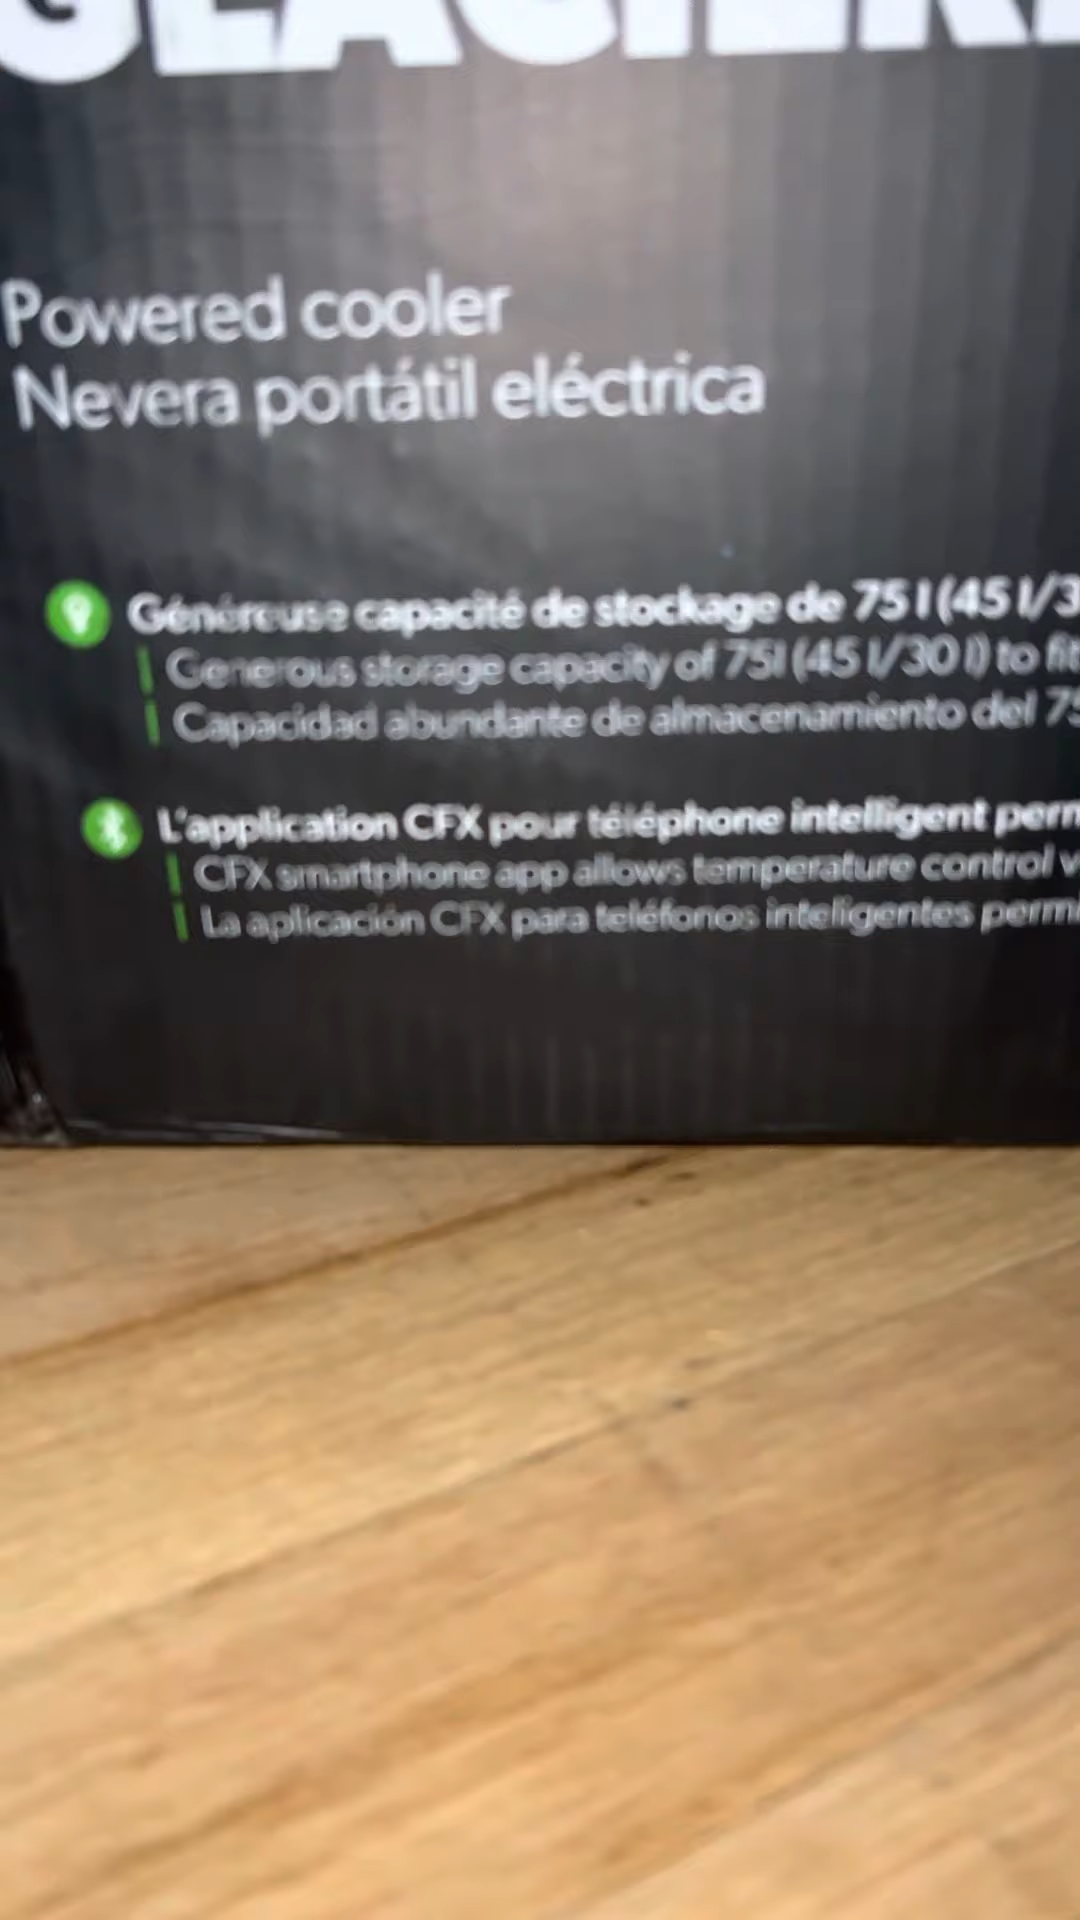 Powered cooler
Nevera portátil eléctrica
Généreuse capacité de stockage de 75 l (45 l/3
Generous storage capacity of 75l (45 l/30 l) to fit
Capacidad abundante de almacenamiento del 75
L'application CFX pour téléphone intelligent perm
CFX smartphone app allows temperature control v
La aplicación CFX para teléfonos inteligentes permi